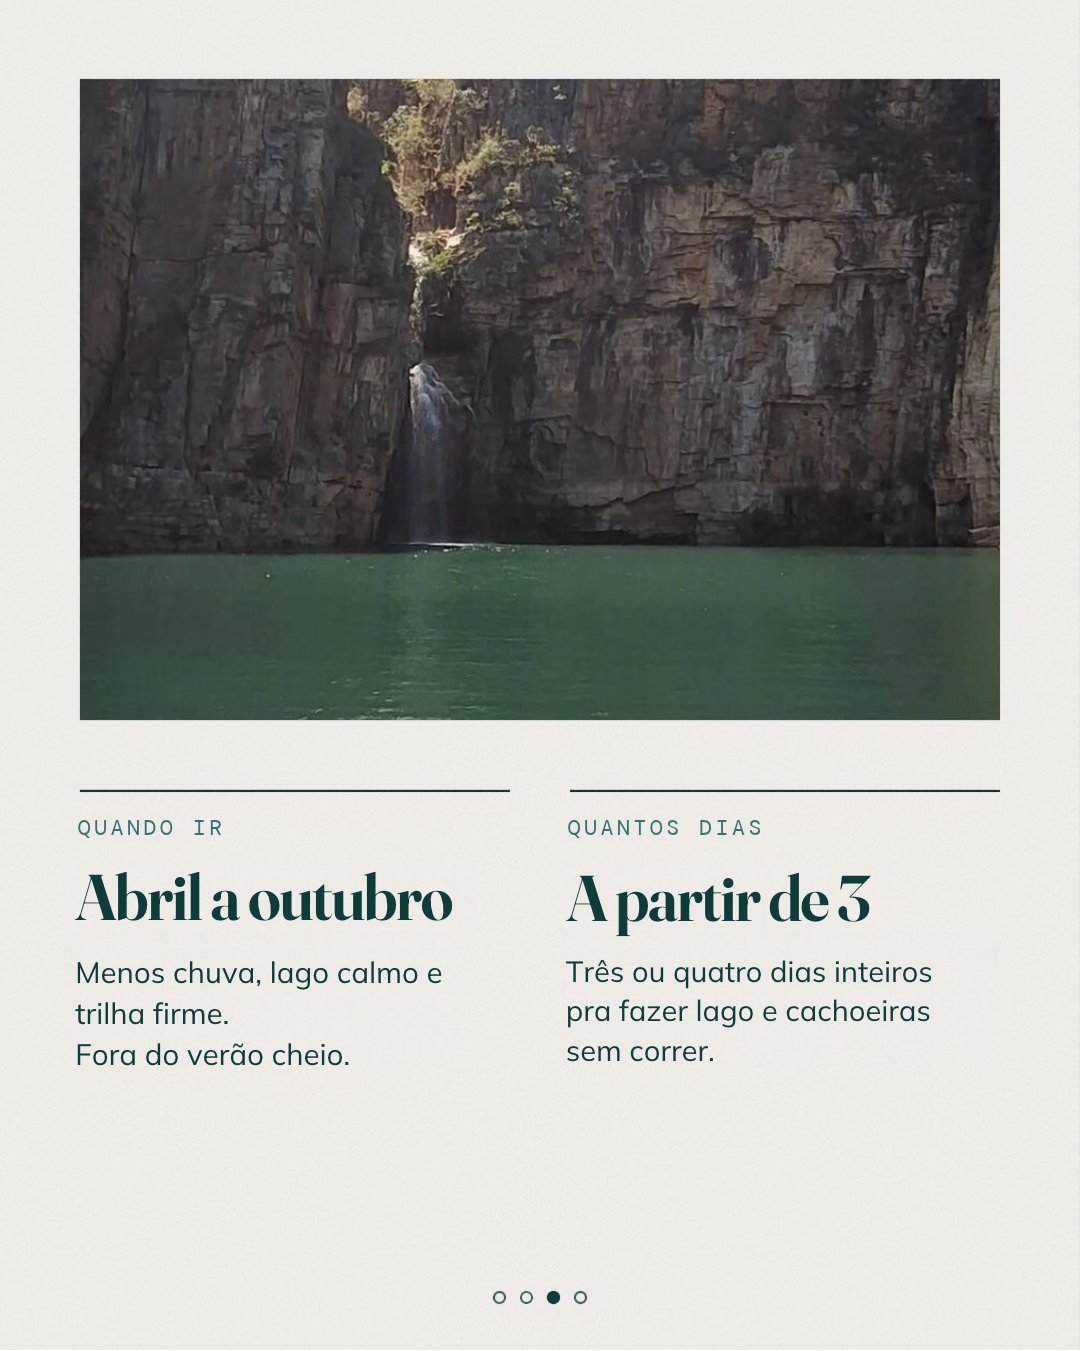 QUANDO IR
Abril a outubro
Menos chuva, lago calmo e
trilha firme.
Fora do verão cheio.
QUANTOS DIAS
A partir de 3
Três ou quatro dias inteiros
pra fazer lago e cachoeiras
sem correr.